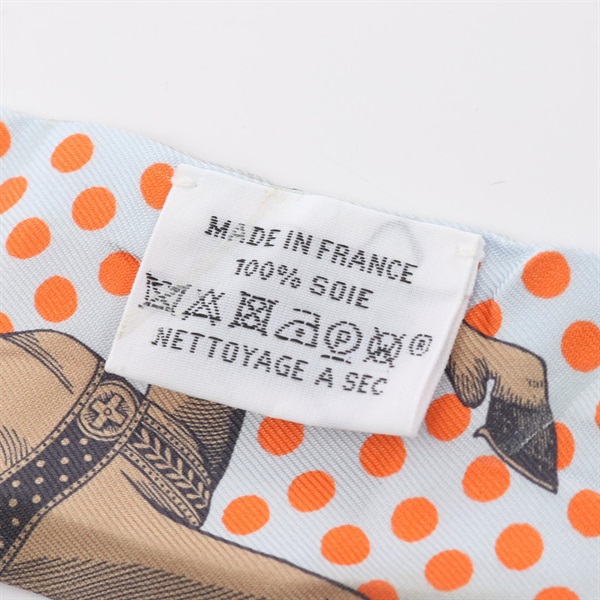 MADE IN FRANCE
100% SOIE
P ®
NETTOYAGE A SEC